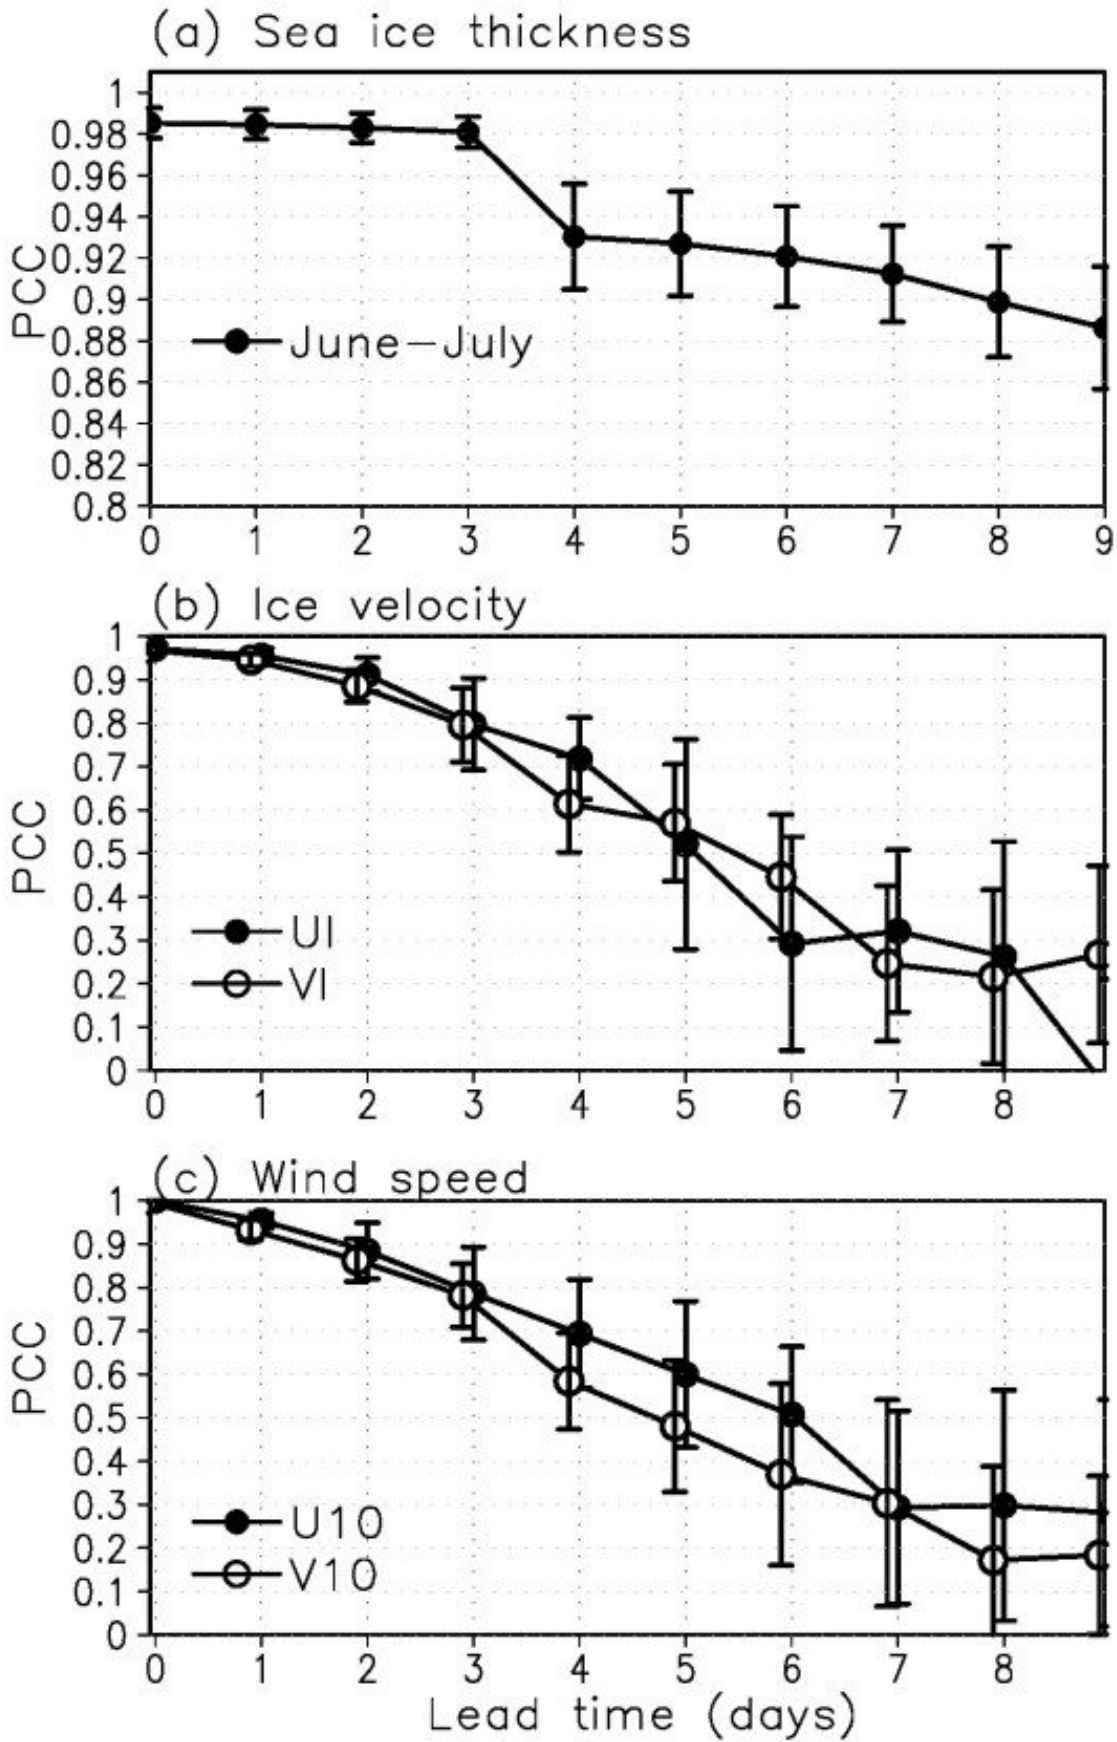 (a) Sea ice thickness
1
0.98
0.96
0.94
0.92
0.9
0.88
0.86
0.84
0.82
0.8
PCC
June-July
0 1 2 3 4 5 6 7 8 9
(b) Ice velocity
1
0.9
0.8
0.7
0.6
0.5
0.4
0.3
0.2
0.1
0
PCC
UI
VI
0 1 2 3 4 5 6 7 8
(c) Wind speed
1
0.9
0.8
0.7
0.6
0.5
0.4
0.3
0.2
0.1
0
PCC
U10
V10
0 1 2 3 4 5 6 7 8
Lead time (days)